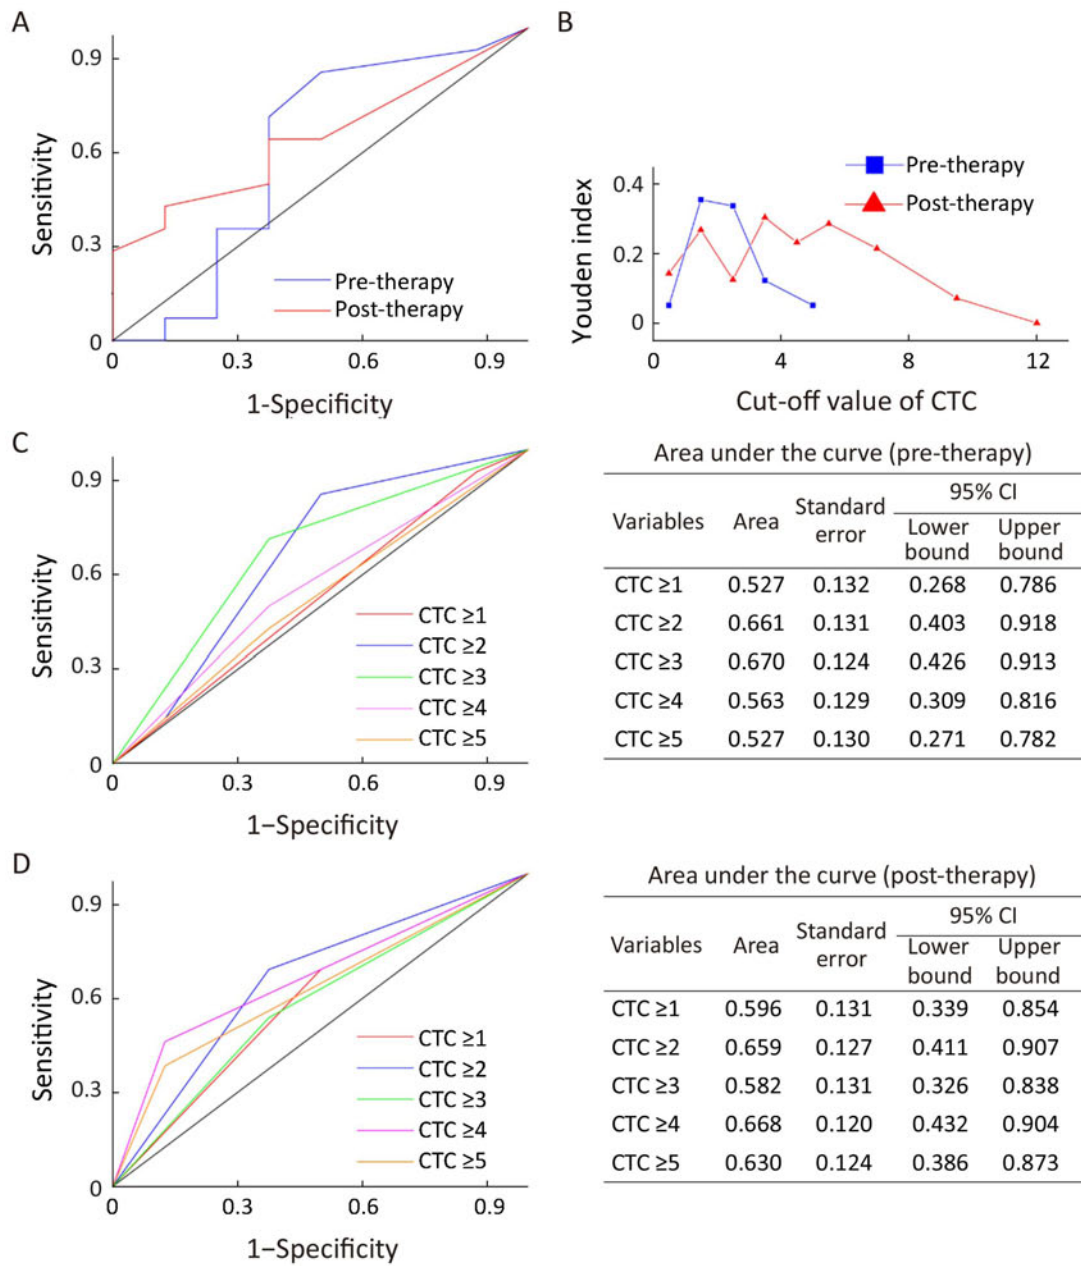 A
Sensitivity
0.9
0.6
0.3
0
Pre-therapy
Post-therapy
0 0.3 0.6 0.9
1-Specificity
B
Youden index
0.4
0.2
0
Pre-therapy
Post-therapy
0 4 8 12
Cut-off value of CTC
C
Sensitivity
0.9
0.6
0.3
0
CTC ≥1
CTC ≥2
CTC ≥3
CTC ≥4
CTC ≥5
0 0.3 0.6 0.9
1−Specificity
Area under the curve (pre-therapy)
Variables Area Standard error 95% CI
Lower bound Upper bound
CTC ≥1 0.527 0.132 0.268 0.786
CTC ≥2 0.661 0.131 0.403 0.918
CTC ≥3 0.670 0.124 0.426 0.913
CTC ≥4 0.563 0.129 0.309 0.816
CTC ≥5 0.527 0.130 0.271 0.782
D
Sensitivity
0.9
0.6
0.3
0
CTC ≥1
CTC ≥2
CTC ≥3
CTC ≥4
CTC ≥5
0 0.3 0.6 0.9
1−Specificity
Area under the curve (post-therapy)
Variables Area Standard error 95% CI
Lower bound Upper bound
CTC ≥1 0.596 0.131 0.339 0.854
CTC ≥2 0.659 0.127 0.411 0.907
CTC ≥3 0.582 0.131 0.326 0.838
CTC ≥4 0.668 0.120 0.432 0.904
CTC ≥5 0.630 0.124 0.386 0.873